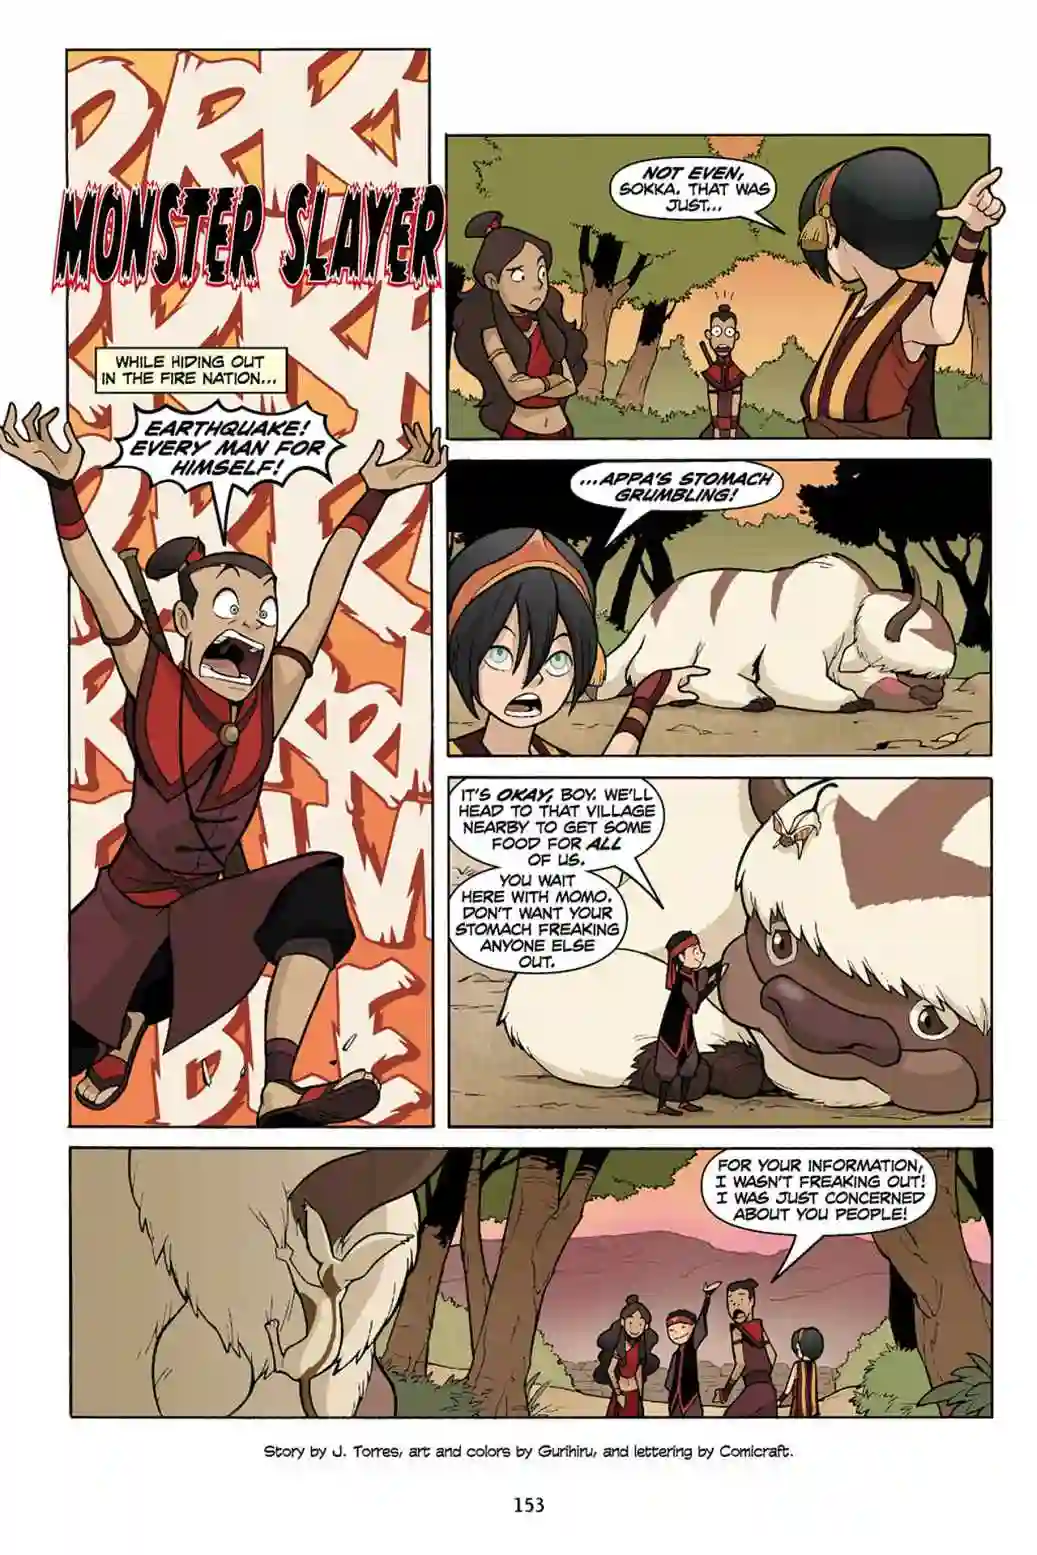 MONSTER SLAYER
WHILE HIDING OUT
IN THE FIRE NATION...
EARTHQUAKE!
EVERY MAN FOR
HIMSELF!
NOT EVEN,
SOKKA. THAT WAS
JUST...
...APPA'S STOMACH
GRUMBLING!
IT'S OKAY, BOY. WE'LL
HEAD TO THAT VILLAGE
NEARBY TO GET SOME
FOOD FOR ALL
OF US.
YOU WAIT
HERE WITH MOMO.
DON'T WANT YOUR
STOMACH FREAKING
ANYONE ELSE
OUT.
FOR YOUR INFORMATION,
I WASN'T FREAKING OUT!
I WAS JUST CONCERNED
ABOUT YOU PEOPLE!
Story by J. Torres, art and colors by Gurihiru, and lettering by Comicraft.
153